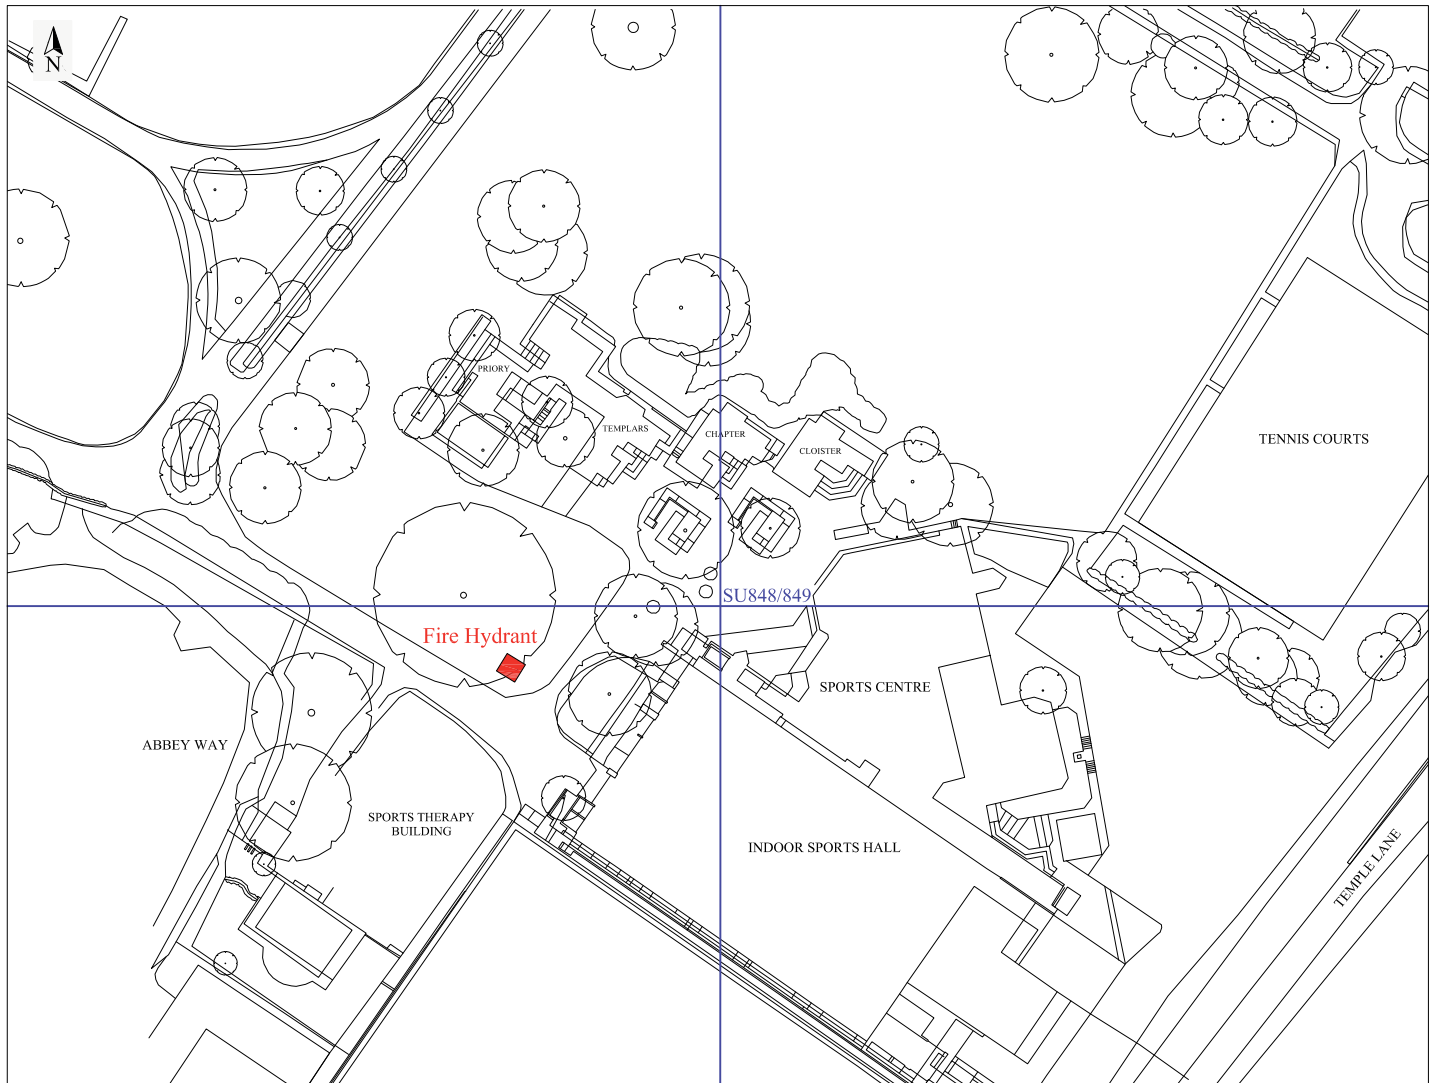 N
PRIORY
TEMPLARS
CHAPTER
CLOISTER
TENNIS COURTS
SU848/849
Fire Hydrant
SPORTS CENTRE
ABBEY WAY
SPORTS THERAPY
BUILDING
INDOOR SPORTS HALL
TEMPLE LANE